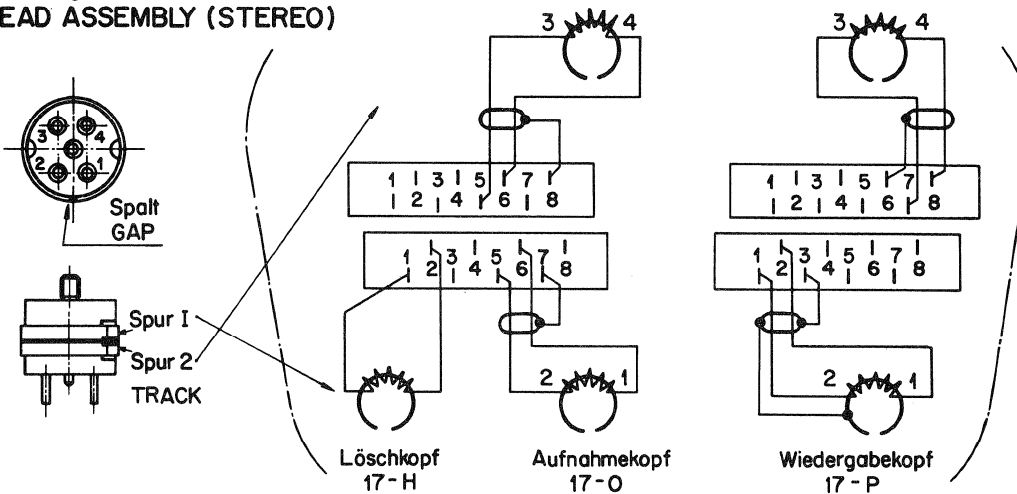 EAD ASSEMBLY (STEREO)
3 4
3 4
3 4
2 1
Spalt
GAP
1 2 3 4 5 6 7 8
1 2 3 4 5 6 7 8
1 2 3 4 5 6 7 8
1 2 3 4 5 6 7 8
Spur 1
Spur 2
TRACK
2 1
2 1
Löschkopf
17-H
Aufnahmekopf
17-O
Wiedergabekopf
17-P